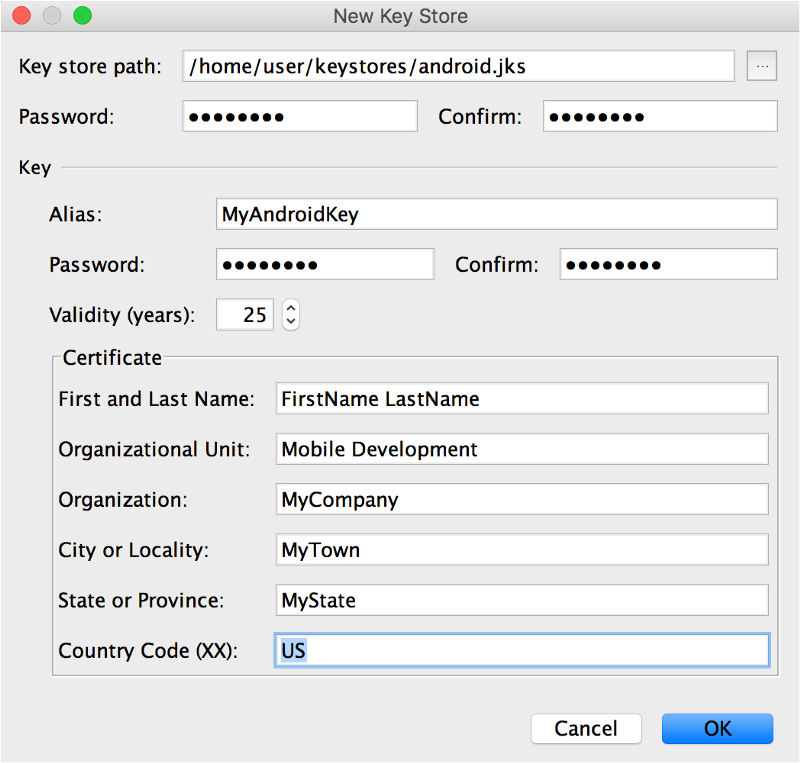 New Key Store
Key store path: /home/user/keystores/android.jks ...
Password: •••••••• Confirm: ••••••••
Key
Alias: MyAndroidKey
Password: •••••••• Confirm: ••••••••
Validity (years): 25
Certificate
First and Last Name: FirstName LastName
Organizational Unit: Mobile Development
Organization: MyCompany
City or Locality: MyTown
State or Province: MyState
Country Code (XX): US
Cancel OK